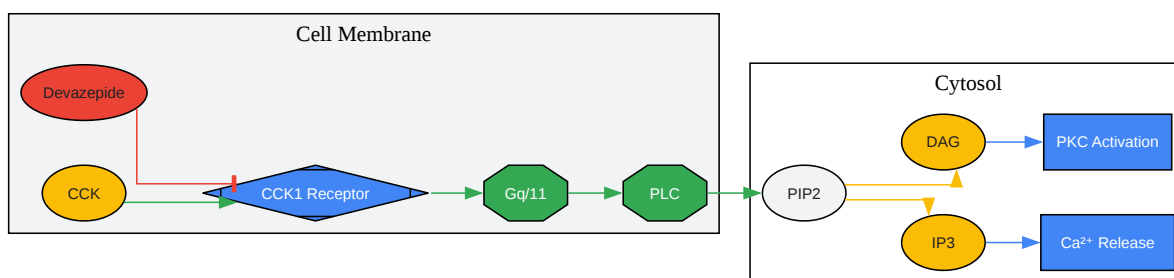 Cell Membrane
Devazepide
CCK
CCK1 Receptor
Gq/11
PLC
Cytosol
PIP2
DAG
PKC Activation
IP3
Ca²⁺ Release